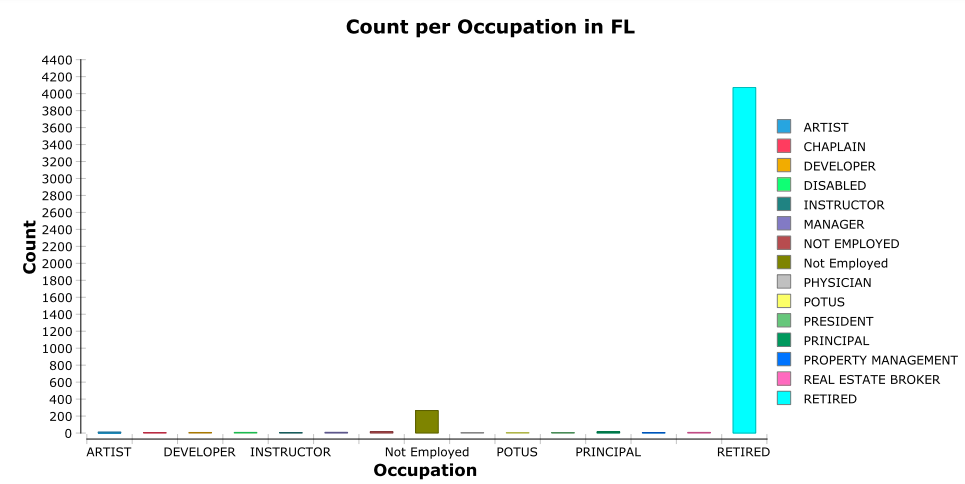 Count per Occupation in FL
4400
4200
4000
3800
3600
3400
3200
3000
2800
2600
2400
2200
2000
1800
1600
1400
1200
1000
800
600
400
200
0
Count
ARTIST DEVELOPER INSTRUCTOR Not Employed POTUS PRINCIPAL RETIRED
Occupation
ARTIST
CHAPLAIN
DEVELOPER
DISABLED
INSTRUCTOR
MANAGER
NOT EMPLOYED
Not Employed
PHYSICIAN
POTUS
PRESIDENT
PRINCIPAL
PROPERTY MANAGEMENT
REAL ESTATE BROKER
RETIRED